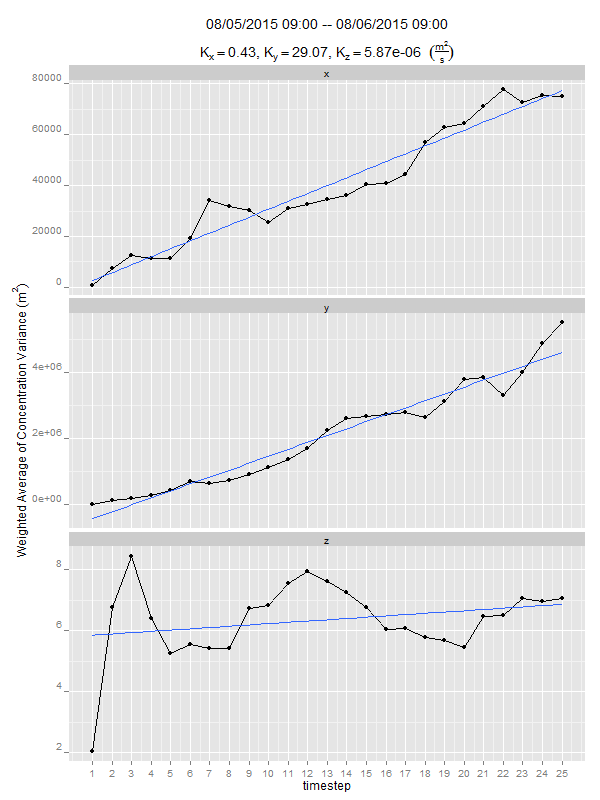 08/05/2015 09:00 -- 08/06/2015 09:00
Kx = 0.43, Ky = 29.07, Kz = 5.87e-06 (m²/s)
x
80000
60000
40000
20000
0
y
4e+06
2e+06
0e+00
z
8
6
4
2
1 2 3 4 5 6 7 8 9 10 11 12 13 14 15 16 17 18 19 20 21 22 23 24 25
timestep
Weighted Average of Concentration Variance (m²)